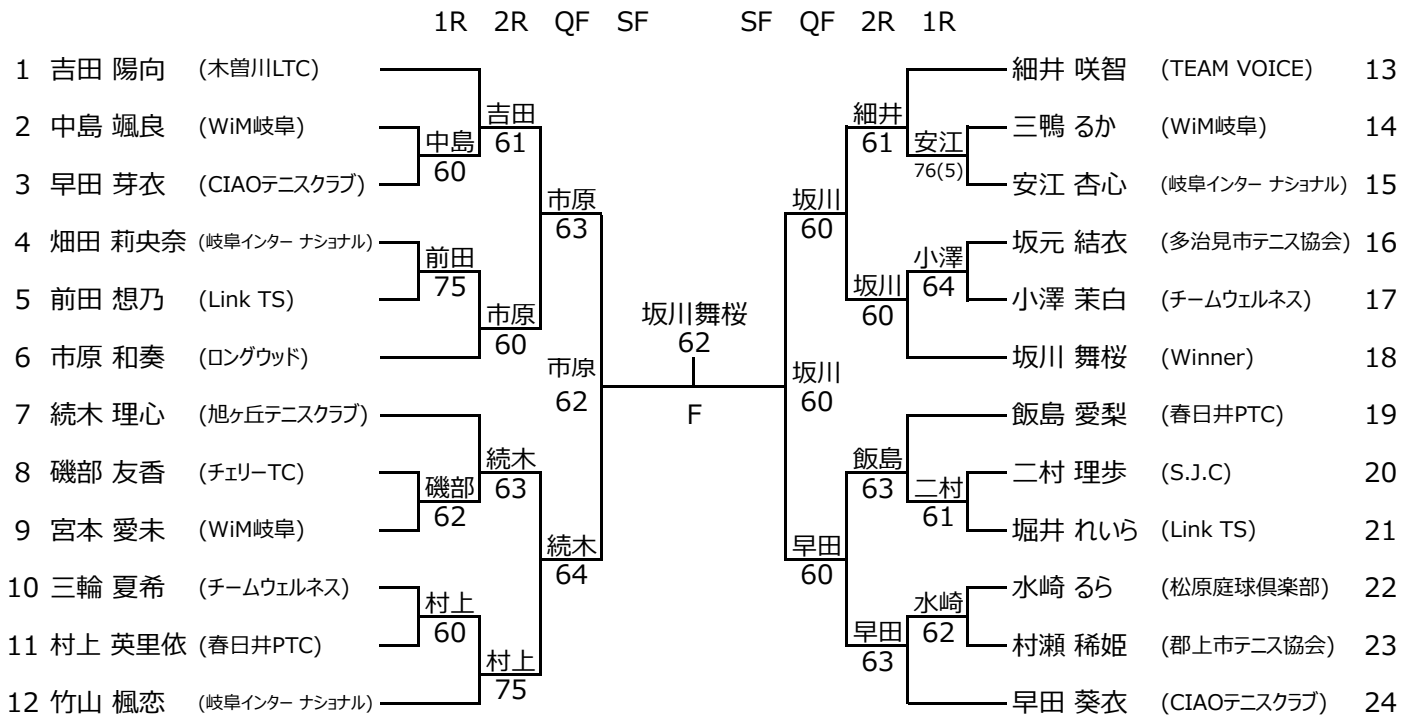 1R 2R QF SF SF QF 2R 1R
1 吉田 陽向 (木曽川LTC) 細井 咲智 (TEAM VOICE) 13
吉田 細井
2 中島 颯良 (WiM岐阜) 61 61 三鴨 るか (WiM岐阜) 14
中島 安江
60 76(5)
3 早田 芽衣 (CIAOテニスクラブ) 安江 杏心 (岐阜インター ナショナル) 15
市原 坂川
63 60
4 畑田 莉央奈 (岐阜インター ナショナル) 坂元 結衣 (多治見市テニス協会) 16
前田 小澤
75 坂川 64
5 前田 想乃 (Link TS) 小澤 茉白 (チームウェルネス) 17
市原 坂川舞桜 60
60 62
6 市原 和奏 (ロングウッド) 坂川 舞桜 (Winner) 18
市原 坂川
62 60
F
7 続木 理心 (旭ヶ丘テニスクラブ) 飯島 愛梨 (春日井PTC) 19
続木 飯島
8 磯部 友香 (チェリーTC) 二村 理歩 (S.J.C) 20
磯部 63 63 二村
62 61
9 宮本 愛未 (WiM岐阜) 堀井 れいら (Link TS) 21
続木 早田
64 60
10 三輪 夏希 (チームウェルネス) 水崎 るら (松原庭球倶楽部) 22
村上 水崎
60 早田 62
11 村上 英里依 (春日井PTC) 村瀬 稀姫 (郡上市テニス協会) 23
村上 63
75
12 竹山 楓恋 (岐阜インター ナショナル) 早田 葵衣 (CIAOテニスクラブ) 24